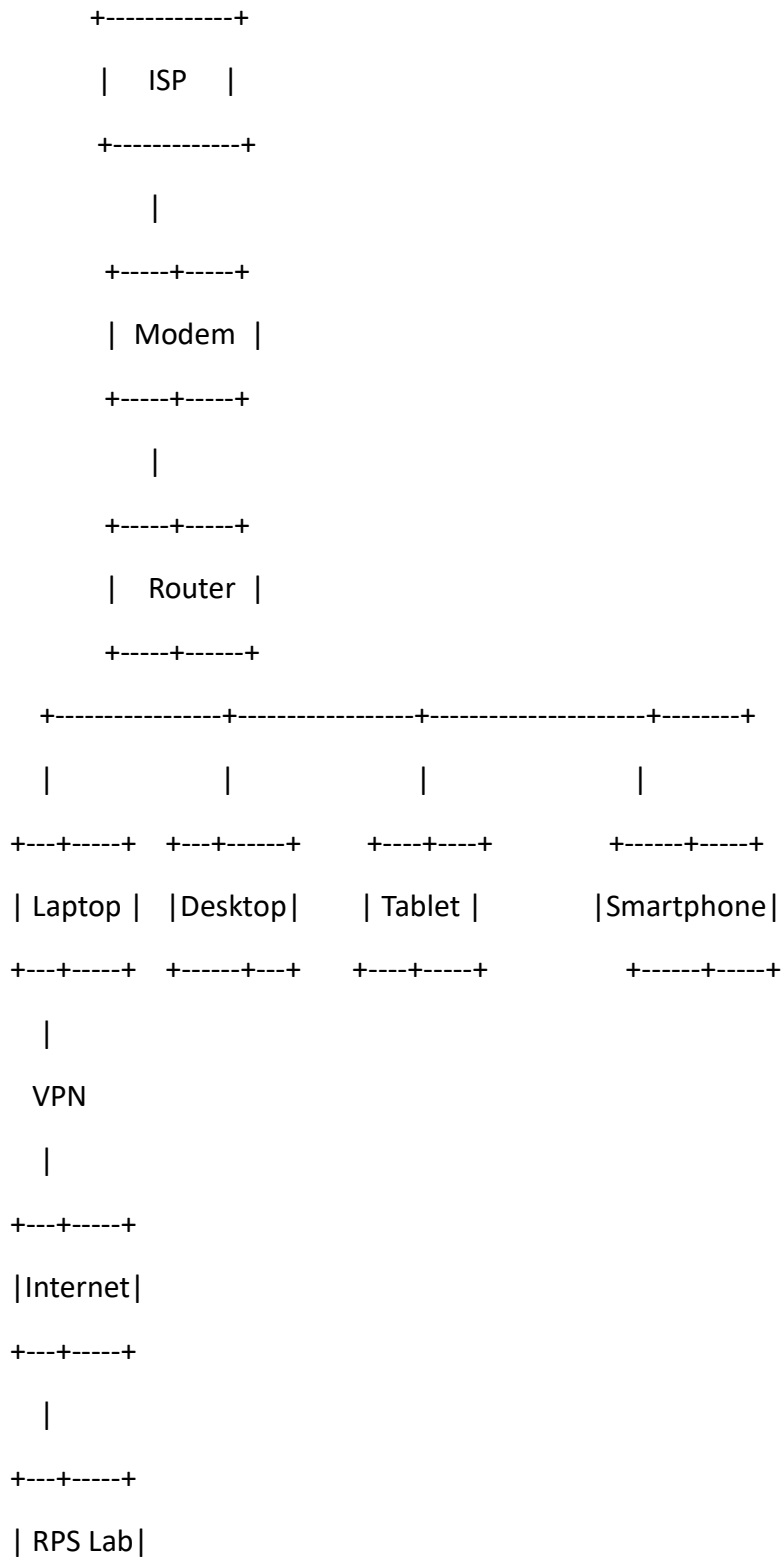 +-------------+
| ISP |
+-------------+
|
+-----+-----+
| Modem |
+-----+-----+
|
+-----+-----+
| Router |
+-----+------+
+-----------------+------------------+----------------------+--------+
| | | |
+---+-----+ +---+------+ +----+----+ +------+-----+
| Laptop | |Desktop| | Tablet | |Smartphone|
+---+-----+ +------+---+ +----+-----+ +------+-----+
|
VPN
|
+---+-----+
|Internet|
+---+-----+
|
+---+-----+
| RPS Lab|